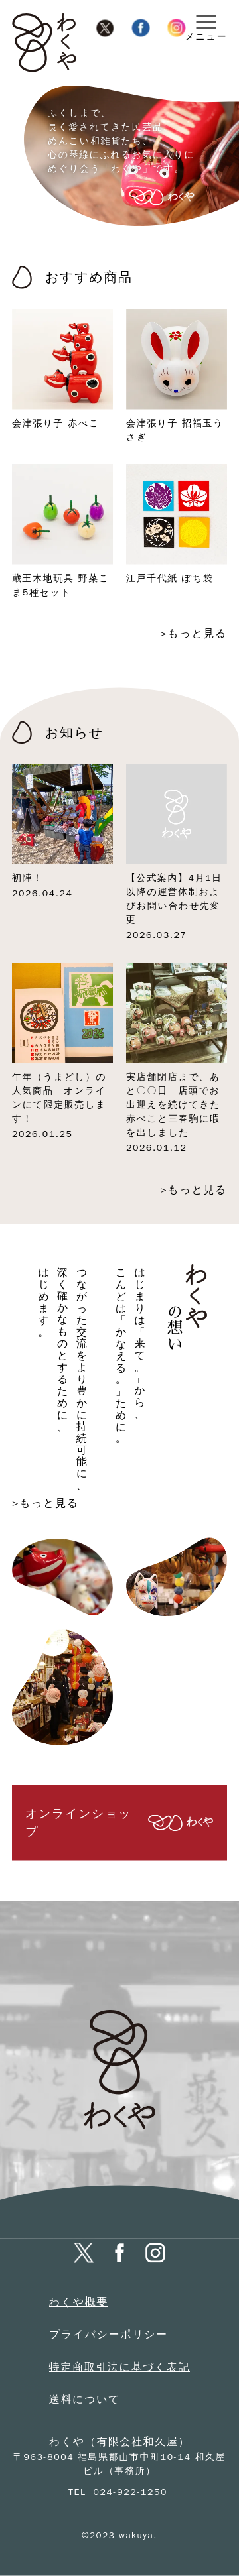 わくや
メニュー
ふくしまで、
長く愛されてきた民芸品、
めんこい和雑貨たち、
心の琴線にふれるお気に入りに
めぐり会う「わくや」です。
わくや
おすすめ商品
会津張り子 赤べこ
会津張り子 招福玉う
さぎ
蔵王木地玩具 野菜こ
ま5種セット
江戸千代紙 ぽち袋
>もっと見る
お知らせ
初陣！
2026.04.24
わくや
【公式案内】4月1日
以降の運営体制およ
びお問い合わせ先変
更
2026.03.27
午年（うまどし）の
人気商品　オンライ
ンにて限定販売しま
す！
2026.01.25
実店舗閉店まで、あ
と〇〇日　店頭でお
出迎えを続けてきた
赤べこと三春駒に暇
を出しました
2026.01.12
>もっと見る
わくや
の想い
はじまりは「来て。」から、
こんどは「かなえる。」ために。
つながった交流をより豊かに持続可能に、
深く確かなものとするために、
はじめます。
>もっと見る
オンラインショッ
プ
わくや
わくや
わくや概要
プライバシーポリシー
特定商取引法に基づく表記
送料について
わくや（有限会社和久屋）
〒963-8004 福島県郡山市中町10-14 和久屋
ビル（事務所）
TEL 024-922-1250
©2023 wakuya.